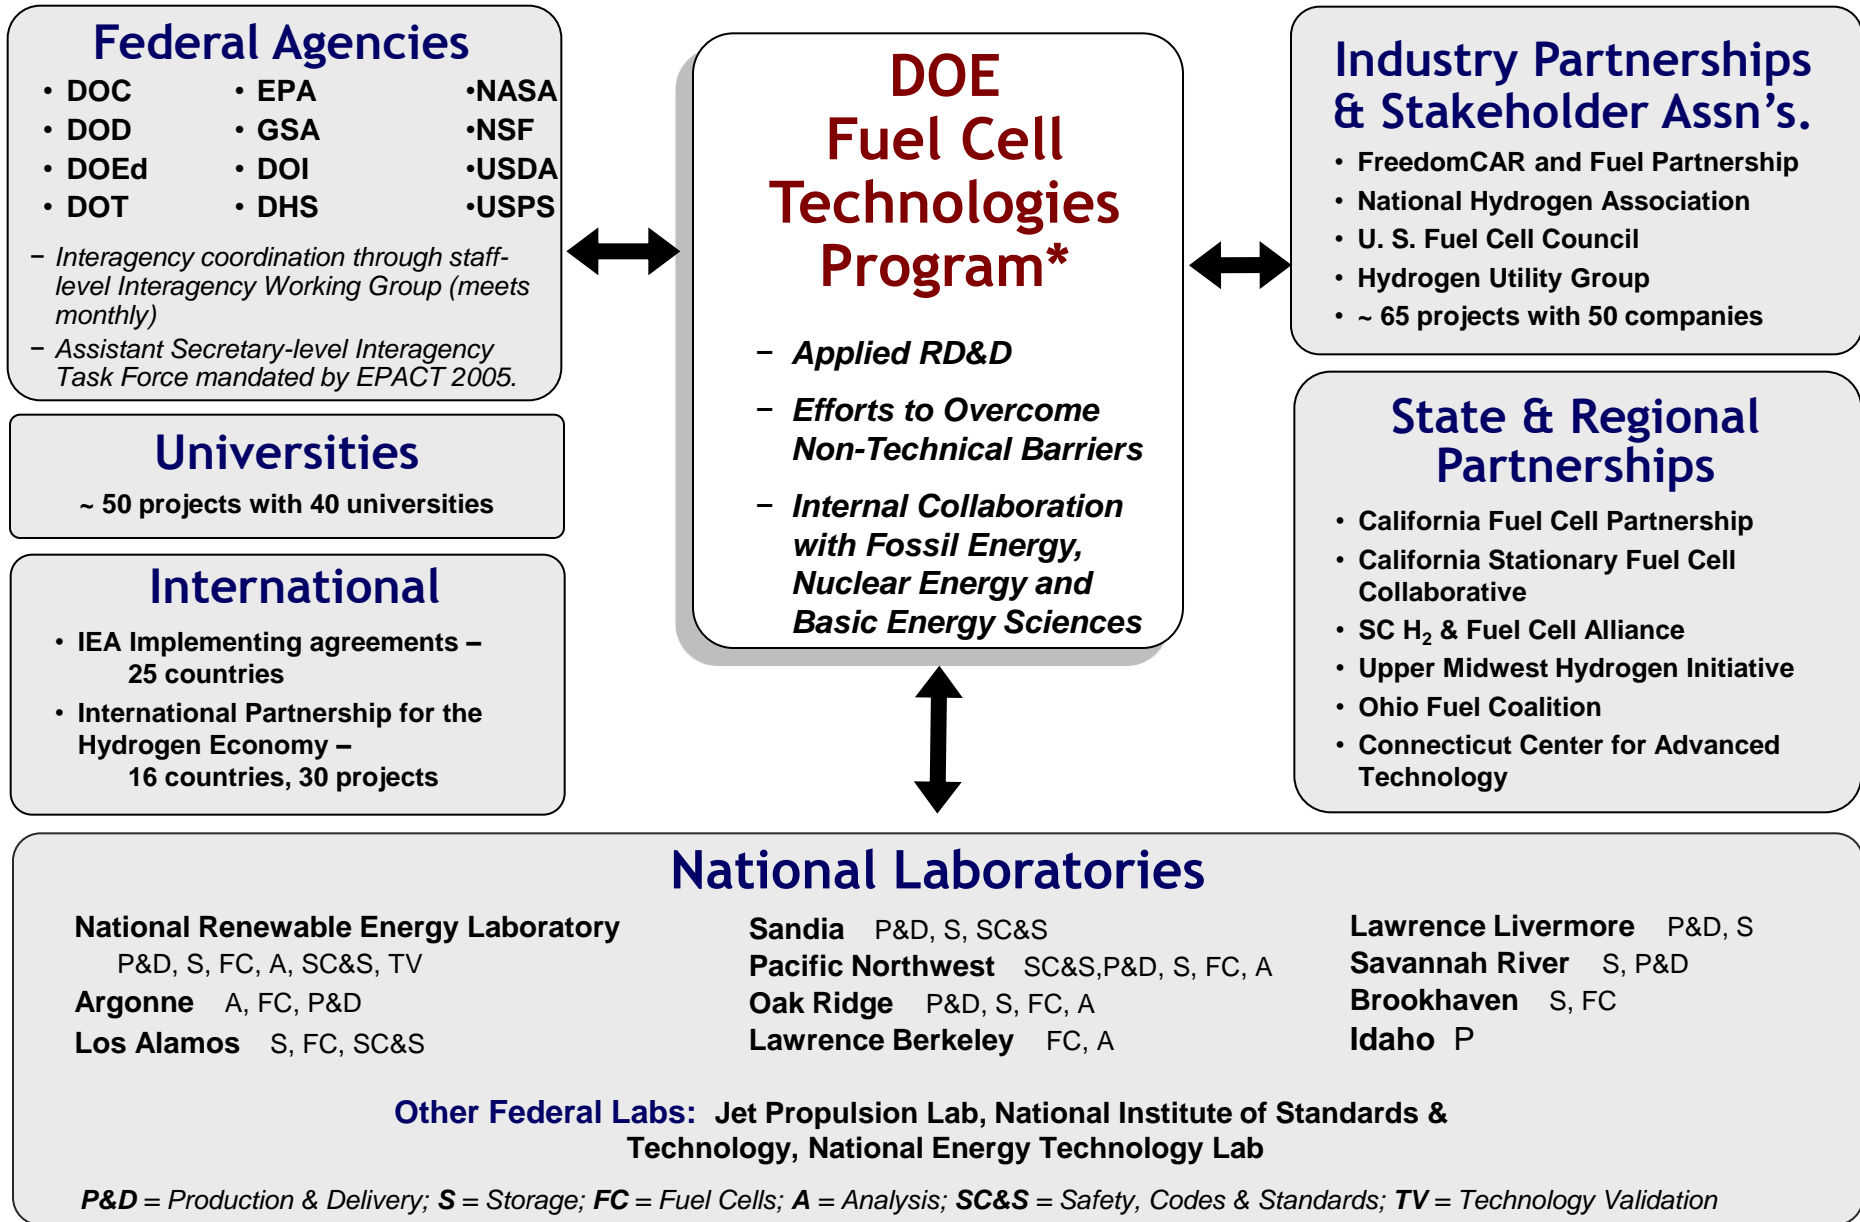 Federal Agencies
• DOC
• DOD
• DOEd
• DOT
• EPA
• GSA
• DOI
• DHS
•NASA
•NSF
•USDA
•USPS
– Interagency coordination through staff-
level Interagency Working Group (meets
monthly)
– Assistant Secretary-level Interagency
Task Force mandated by EPACT 2005.
Universities
~ 50 projects with 40 universities
International
• IEA Implementing agreements –
25 countries
• International Partnership for the
Hydrogen Economy –
16 countries, 30 projects
DOE
Fuel Cell
Technologies
Program*
– Applied RD&D
– Efforts to Overcome
Non-Technical Barriers
– Internal Collaboration
with Fossil Energy,
Nuclear Energy and
Basic Energy Sciences
Industry Partnerships
& Stakeholder Assn's.
• FreedomCAR and Fuel Partnership
• National Hydrogen Association
• U. S. Fuel Cell Council
• Hydrogen Utility Group
• ~ 65 projects with 50 companies
State & Regional
Partnerships
• California Fuel Cell Partnership
• California Stationary Fuel Cell
Collaborative
• SC H₂ & Fuel Cell Alliance
• Upper Midwest Hydrogen Initiative
• Ohio Fuel Coalition
• Connecticut Center for Advanced
Technology
National Laboratories
National Renewable Energy Laboratory
P&D, S, FC, A, SC&S, TV
Argonne A, FC, P&D
Los Alamos S, FC, SC&S
Sandia P&D, S, SC&S
Pacific Northwest SC&S,P&D, S, FC, A
Oak Ridge P&D, S, FC, A
Lawrence Berkeley FC, A
Lawrence Livermore P&D, S
Savannah River S, P&D
Brookhaven S, FC
Idaho P
Other Federal Labs: Jet Propulsion Lab, National Institute of Standards &
Technology, National Energy Technology Lab
P&D = Production & Delivery; S = Storage; FC = Fuel Cells; A = Analysis; SC&S = Safety, Codes & Standards; TV = Technology Validation